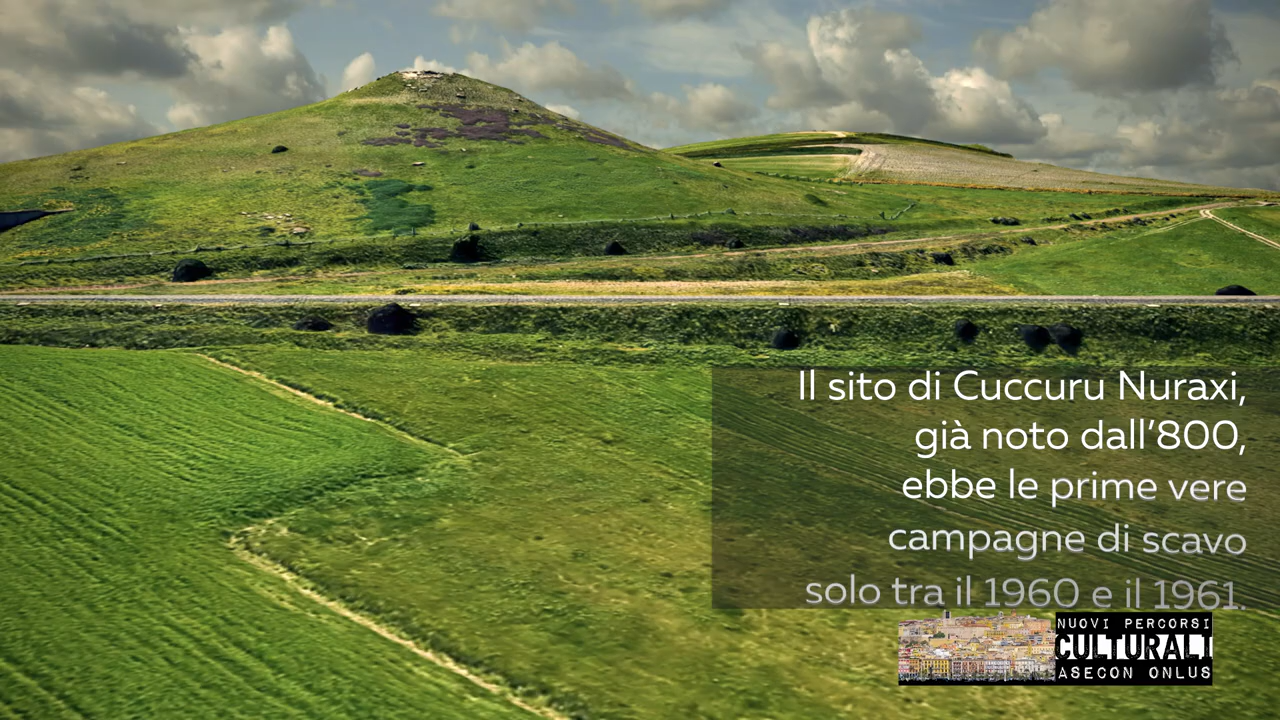 Il sito di Cuccuru Nuraxi,
già noto dall'800,
ebbe le prime vere
campagne di scavo
solo tra il 1960 e il 1961.
NUOVI PERCORSI
CULTURALI
ASECON ONLUS